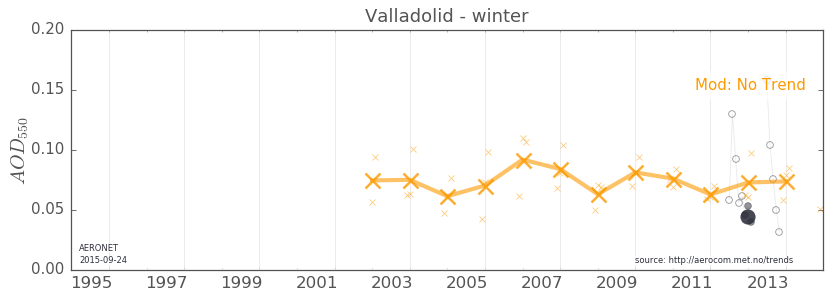 Valladolid - winter
0.20
0.15
0.10
0.05
0.00
AOD550
Mod: No Trend
AERONET
2015-09-24
source: http://aerocom.met.no/trends
1995 1997 1999 2001 2003 2005 2007 2009 2011 2013